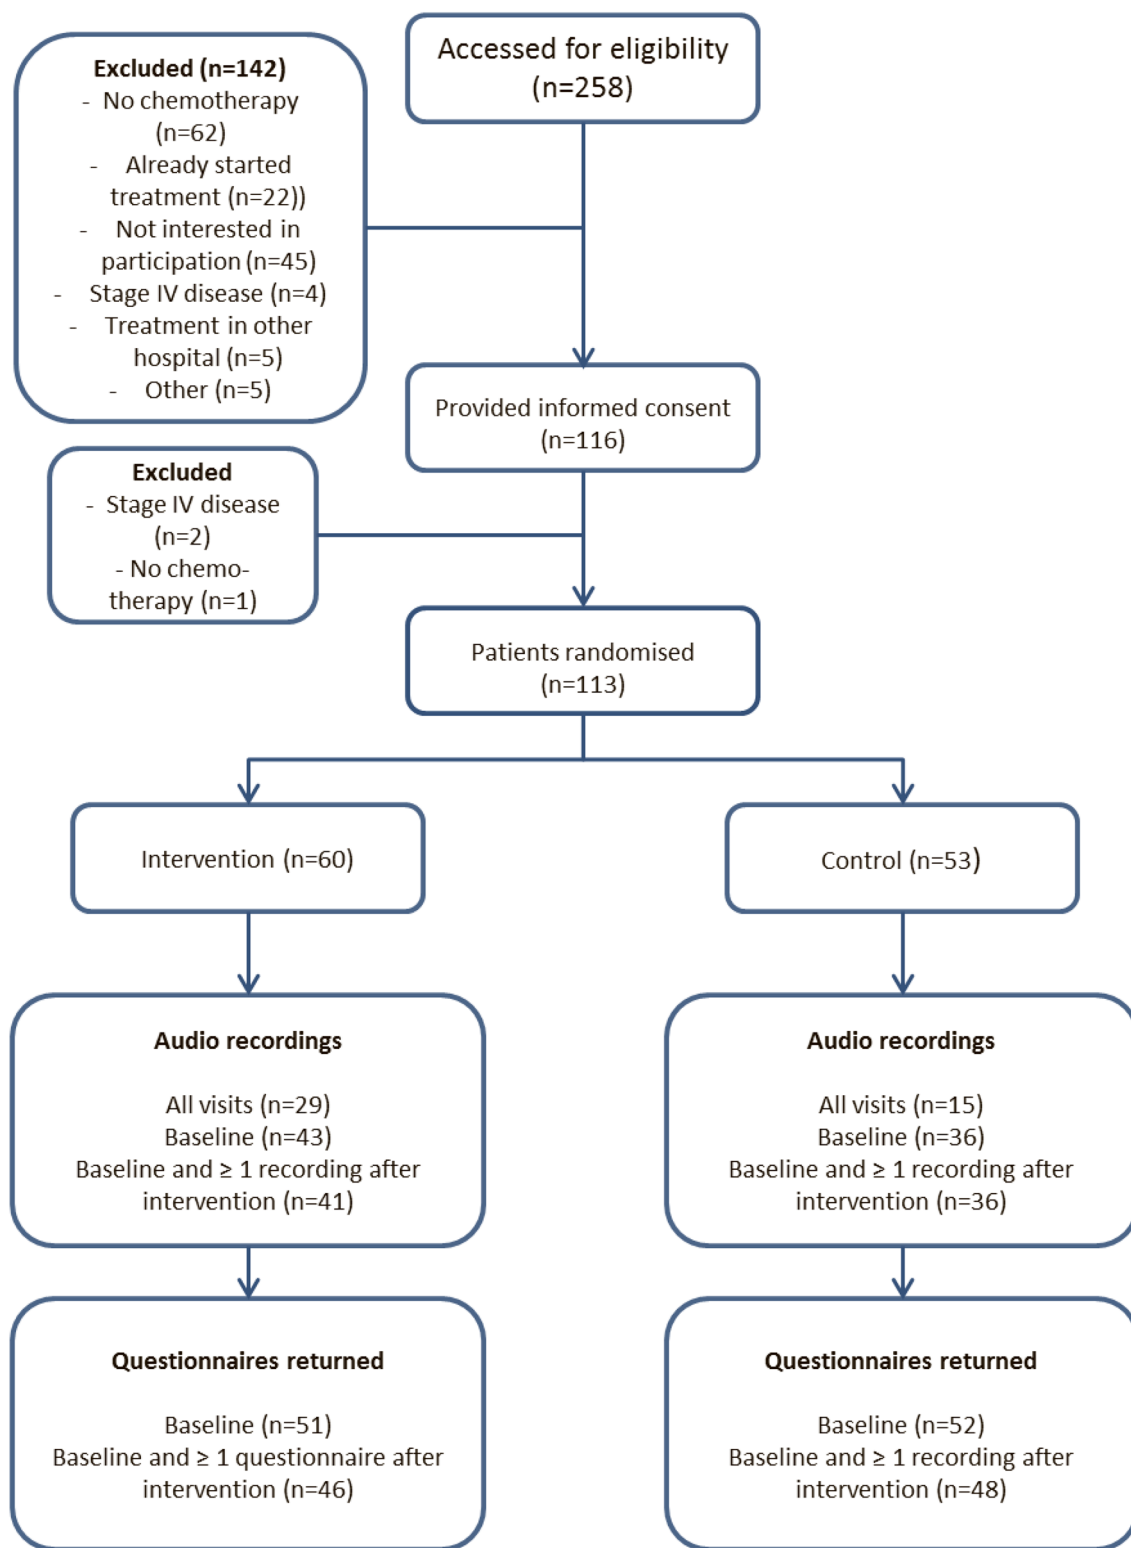 Accessed for eligibility
(n=258)
Excluded (n=142)
- No chemotherapy
(n=62)
- Already started
treatment (n=22))
- Not interested in
participation (n=45)
- Stage IV disease (n=4)
- Treatment in other
hospital (n=5)
- Other (n=5)
Provided informed consent
(n=116)
Excluded
- Stage IV disease
(n=2)
- No chemo-
therapy (n=1)
Patients randomised
(n=113)
Intervention (n=60)
Control (n=53)
Audio recordings
All visits (n=29)
Baseline (n=43)
Baseline and ≥ 1 recording after
intervention (n=41)
Audio recordings
All visits (n=15)
Baseline (n=36)
Baseline and ≥ 1 recording after
intervention (n=36)
Questionnaires returned
Baseline (n=51)
Baseline and ≥ 1 questionnaire after
intervention (n=46)
Questionnaires returned
Baseline (n=52)
Baseline and ≥ 1 recording after
intervention (n=48)